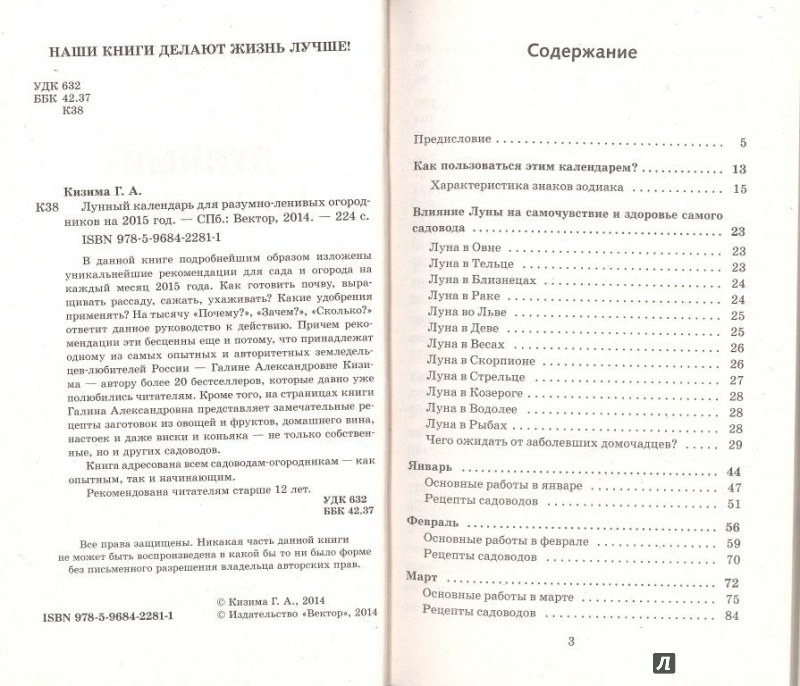 НАШИ КНИГИ ДЕЛАЮТ ЖИЗНЬ ЛУЧШЕ!
УДК 632
ББК 42.37
К38
Кизима Г. А.
К38 Лунный календарь для разумно-ленивых огород-
ников на 2015 год. — СПб.: Вектор, 2014. — 224 с.
ISBN 978-5-9684-2281-1
В данной книге подробнейшим образом изложены
уникальнейшие рекомендации для сада и огорода на
каждый месяц 2015 года. Как готовить почву, выра-
щивать рассаду, сажать, ухаживать? Какие удобрения
применять? На тысячу «Почему?», «Зачем?», «Сколько?»
ответит данное руководство к действию. Причем реко-
мендации эти бесценны еще и потому, что принадлежат
одному из самых опытных и авторитетных земледель-
цев-любителей России — Галине Александровне Кизи-
ма — автору более 20 бестселлеров, которые давно уже
полюбились читателям. Кроме того, на страницах книги
Галина Александровна представляет замечательные ре-
цепты заготовок из овощей и фруктов, домашнего вина,
настоек и даже виски и коньяка — не только собствен-
ные, но и других садоводов.
Книга адресована всем садоводам-огородникам — как
опытным, так и начинающим.
Рекомендована читателям старше 12 лет.
УДК 632
ББК 42.37
Все права защищены. Никакая часть данной книги
не может быть воспроизведена в какой бы то ни было форме
без письменного разрешения владельца авторских прав.
© Кизима Г. А., 2014
ISBN 978-5-9684-2281-1 © Издательство «Вектор», 2014
Содержание
Предисловие 5
Как пользоваться этим календарем? 13
Характеристика знаков зодиака 15
Влияние Луны на самочувствие и здоровье самого
садовода 23
Луна в Овне 23
Луна в Тельце 23
Луна в Близнецах 24
Луна в Раке 24
Луна во Льве 25
Луна в Деве 25
Луна в Весах 26
Луна в Скорпионе 26
Луна в Стрельце 27
Луна в Козероге 28
Луна в Водолее 28
Луна в Рыбах 28
Чего ожидать от заболевших домочадцев? 29
Январь 44
Основные работы в январе 47
Рецепты садоводов 51
Февраль 56
Основные работы в феврале 59
Рецепты садоводов 70
Март 72
Основные работы в марте 75
Рецепты садоводов 84
3
Л